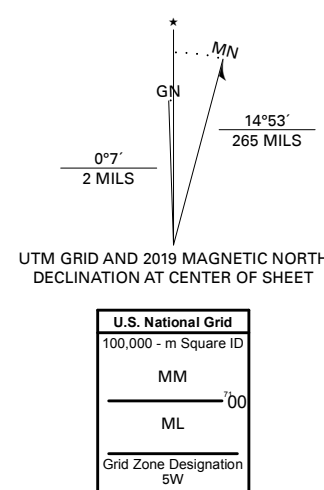 ★
MN
GN
14°53´
265 MILS
0°7´
2 MILS
UTM GRID AND 2019 MAGNETIC NORTH
DECLINATION AT CENTER OF SHEET
U.S. National Grid
100,000 - m Square ID
MM
7100
ML
Grid Zone Designation
5W